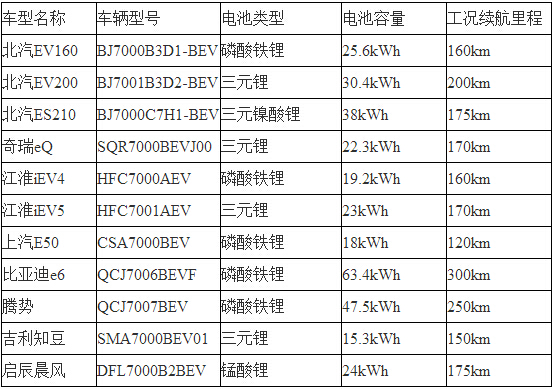 车型名称 车辆型号 电池类型 电池容量 工况续航里程
北汽EV160 BJ7000B3D1-BEV 磷酸铁锂 25.6kWh 160km
北汽EV200 BJ7001B3D2-BEV 三元锂 30.4kWh 200km
北汽ES210 BJ7000C7H1-BEV 三元镍酸锂 38kWh 175km
奇瑞eQ SQR7000BEVJ00 三元锂 22.3kWh 170km
江淮iEV4 HFC7000AEV 磷酸铁锂 19.2kWh 160km
江淮iEV5 HFC7001AEV 三元锂 23kWh 170km
上汽E50 CSA7000BEV 磷酸铁锂 18kWh 120km
比亚迪e6 QCJ7006BEVF 磷酸铁锂 63.4kWh 300km
腾势 QCJ7007BEV 磷酸铁锂 47.5kWh 250km
吉利知豆 SMA7000BEV01 三元锂 15.3kWh 150km
启辰晨风 DFL7000B2BEV 锰酸锂 24kWh 175km